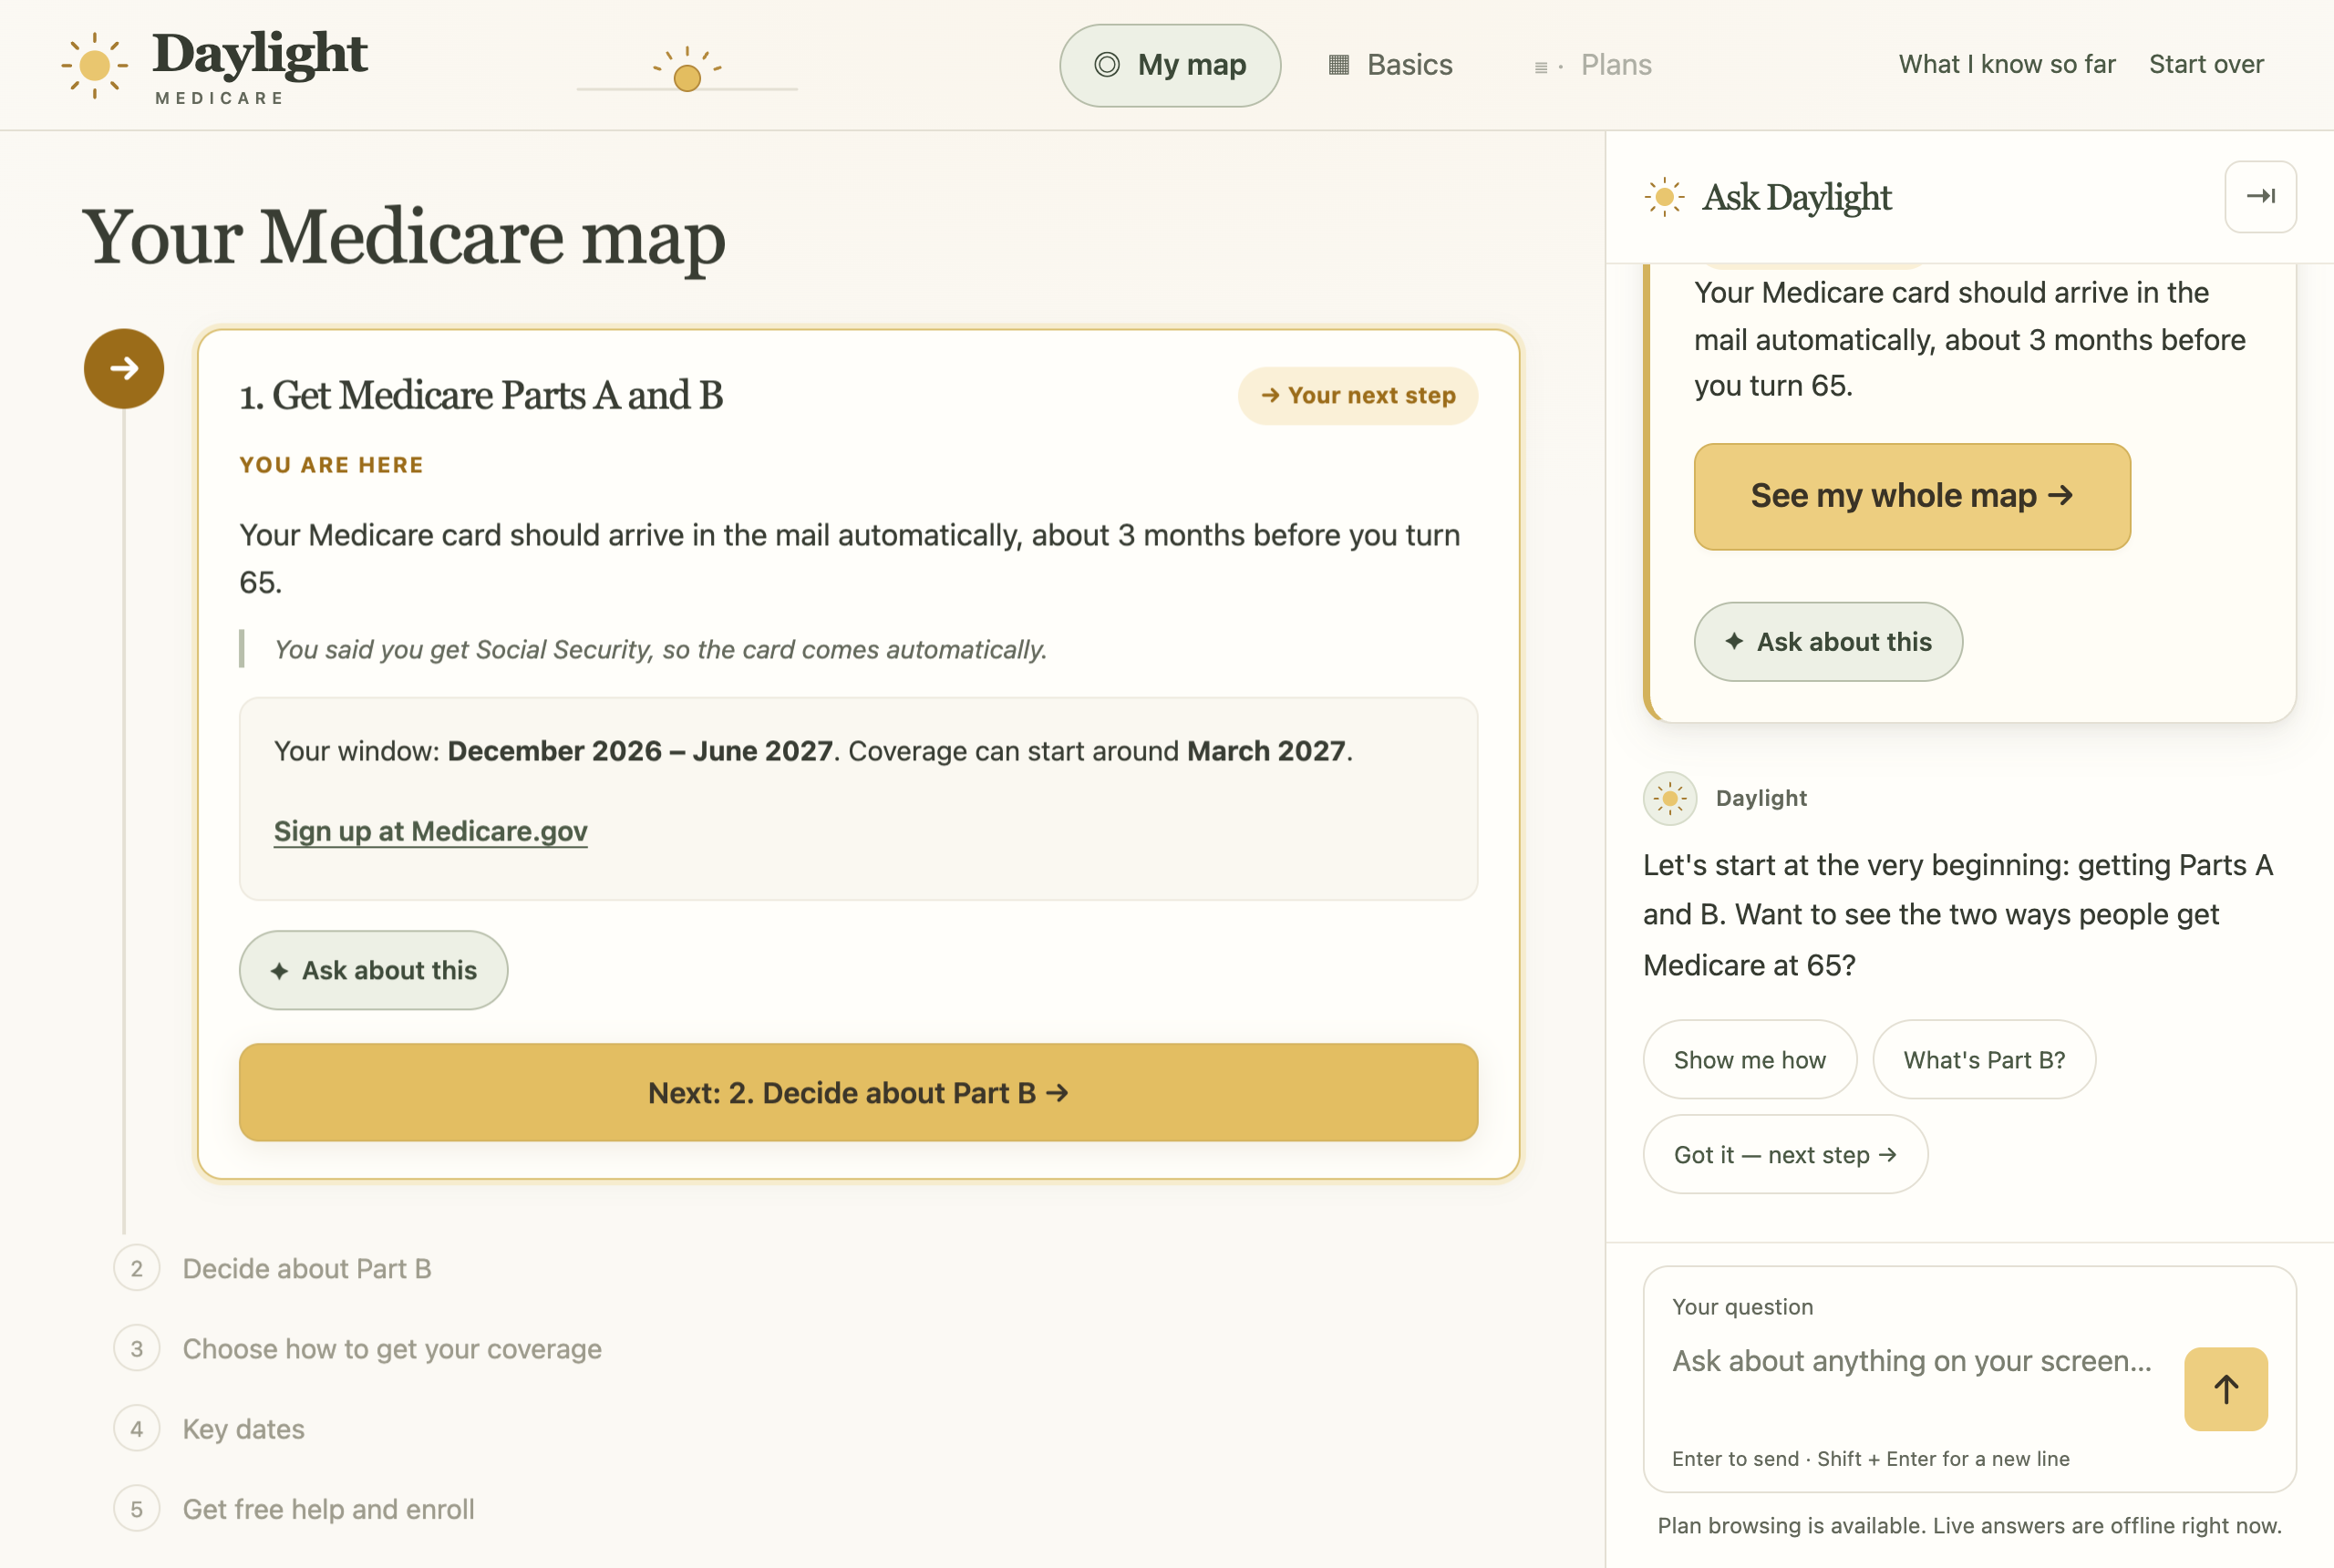 Daylight
MEDICARE
My map
Basics
Plans
What I know so far
Start over
Your Medicare map
1. Get Medicare Parts A and B
→ Your next step
YOU ARE HERE
Your Medicare card should arrive in the mail automatically, about 3 months before you turn
65.
You said you get Social Security, so the card comes automatically.
Your window: December 2026 – June 2027. Coverage can start around March 2027.
Sign up at Medicare.gov
Ask about this
Next: 2. Decide about Part B →
2 Decide about Part B
3 Choose how to get your coverage
4 Key dates
5 Get free help and enroll
Ask Daylight
Your Medicare card should arrive in the
mail automatically, about 3 months before
you turn 65.
See my whole map →
Ask about this
Daylight
Let's start at the very beginning: getting Parts A
and B. Want to see the two ways people get
Medicare at 65?
Show me how
What's Part B?
Got it — next step →
Your question
Ask about anything on your screen...
Enter to send · Shift + Enter for a new line
Plan browsing is available. Live answers are offline right now.